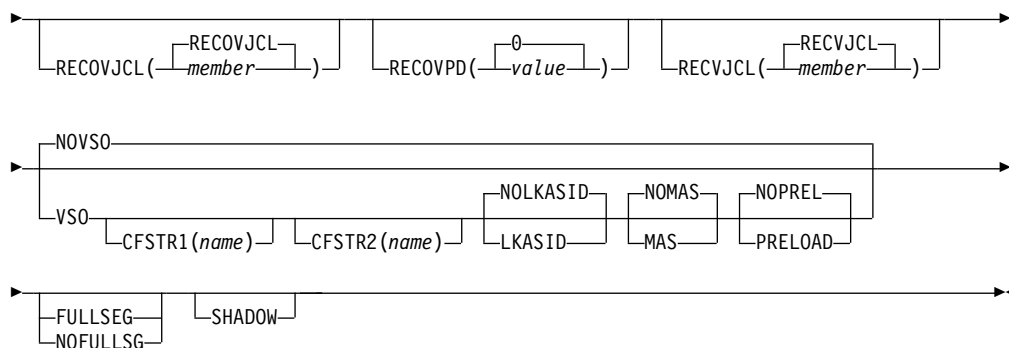 RECOVJCL 0 RECVJCL
RECOVJCL( member ) RECOVPD( value ) RECVJCL( member )
NOVSO
NOLKASID NOMAS NOPREL
VSO
CFSTR1(name) CFSTR2(name) LKASID MAS PRELOAD
FULLSEG SHADOW
NOFULLSG